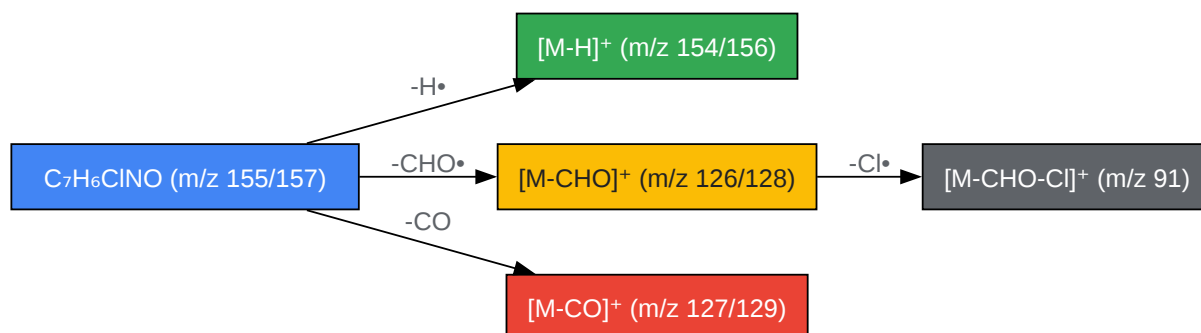 [M-H]⁺ (m/z 154/156)
-H•
C₇H₆ClNO (m/z 155/157)
-CHO•
[M-CHO]⁺ (m/z 126/128)
-Cl•
[M-CHO-Cl]⁺ (m/z 91)
-CO
[M-CO]⁺ (m/z 127/129)